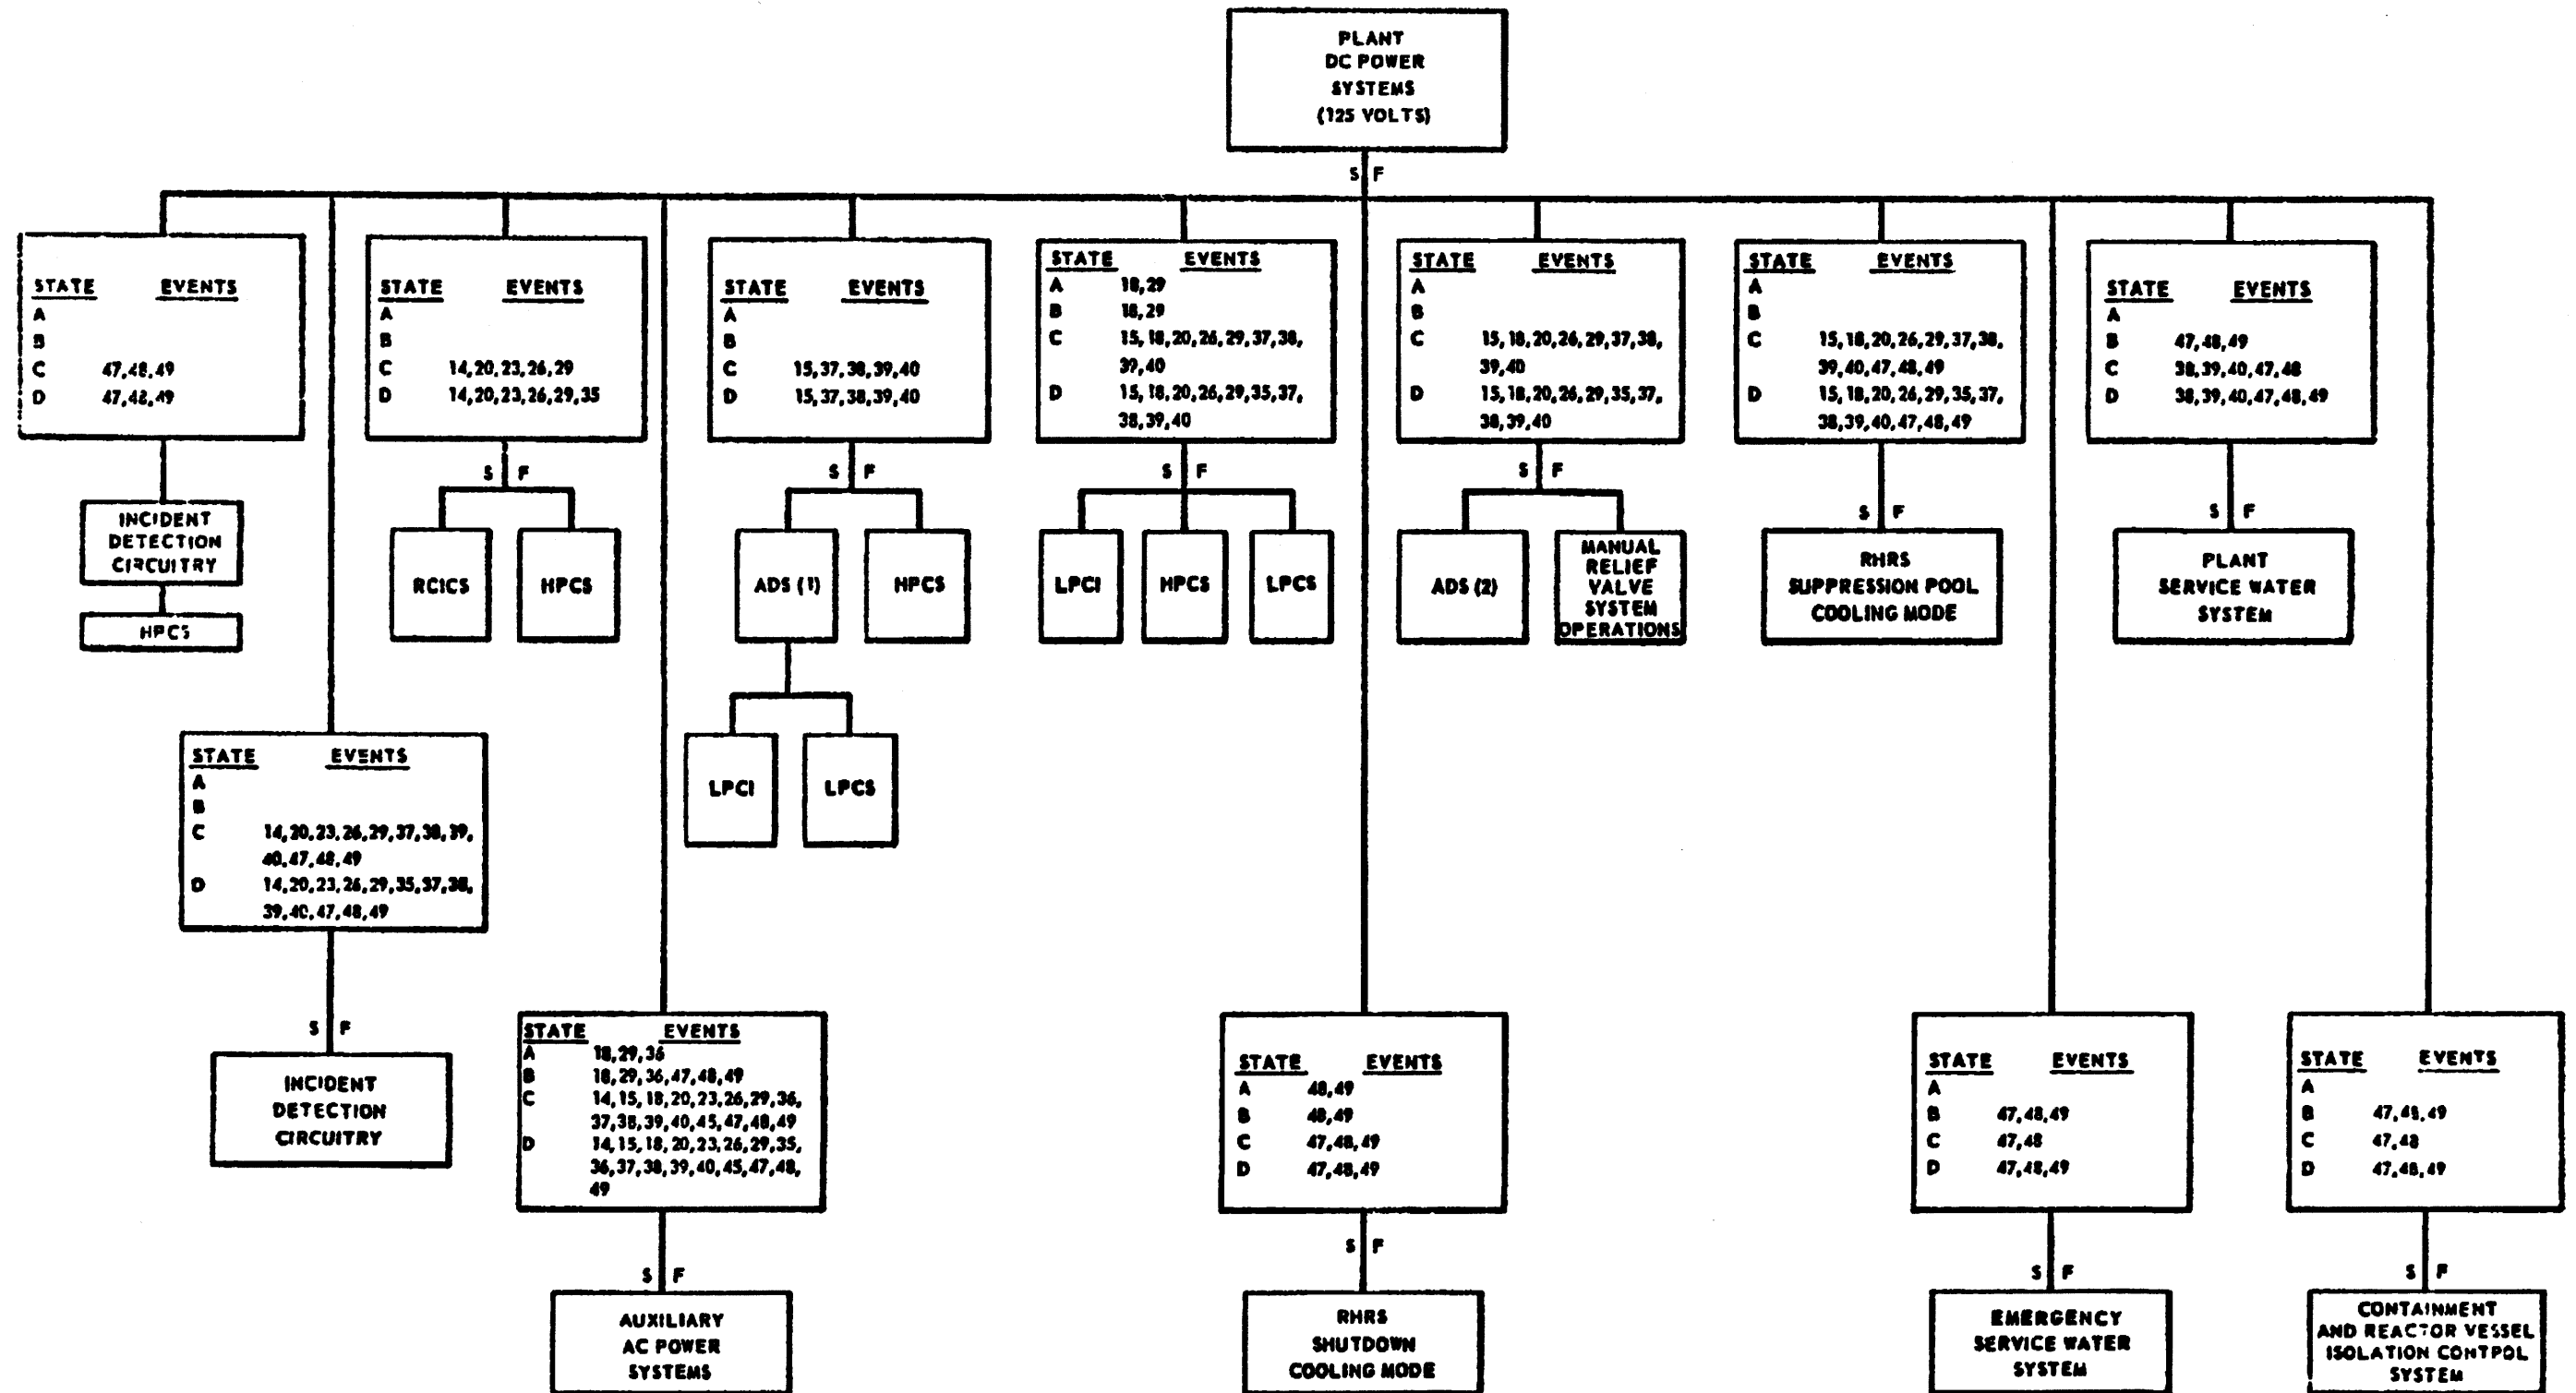 PLANT
DC POWER
SYSTEMS
(125 VOLTS)
S F
STATE EVENTS
A
B
C 47,48,49
D 47,48,49
INCIDENT
DETECTION
CIRCUITRY
HPCS
STATE EVENTS
A
B
C 14,20,23,26,29
D 14,20,23,26,29,35
S F
RCICS
HPCS
STATE EVENTS
A
B
C 15,37,38,39,40
D 15,37,38,39,40
S F
ADS (1)
HPCS
LPCI
LPCS
STATE EVENTS
A 18,29
B 18,29
C 15,18,20,26,29,37,38,
39,40
D 15,18,20,26,29,35,37,
38,39,40
S F
LPCI
HPCS
LPCS
STATE EVENTS
A
B
C 15,18,20,26,29,37,38,
39,40
D 15,18,20,26,29,35,37,
38,39,40
S F
ADS (2)
MANUAL
RELIEF
VALVE
SYSTEM
OPERATIONS
STATE EVENTS
A
B
C 15,18,20,26,29,37,38,
39,40,47,48,49
D 15,18,20,26,29,35,37,
38,39,40,47,48,49
S F
RHRS
SUPPRESSION POOL
COOLING MODE
STATE EVENTS
A
B 47,48,49
C 38,39,40,47,48
D 38,39,40,47,48,49
S F
PLANT
SERVICE WATER
SYSTEM
STATE EVENTS
A
B
C 14,20,23,26,29,37,38,39,
40,47,48,49
D 14,20,23,26,29,35,37,38,
39,40,47,48,49
S F
INCIDENT
DETECTION
CIRCUITRY
STATE EVENTS
A 18,29,36
B 18,29,36,47,48,49
C 14,15,18,20,23,26,29,36,
37,38,39,40,45,47,48,49
D 14,15,18,20,23,26,29,35,
36,37,38,39,40,45,47,48,
49
S F
AUXILIARY
AC POWER
SYSTEMS
STATE EVENTS
A 48,49
B 48,49
C 47,48,49
D 47,48,49
S F
RHRS
SHUTDOWN
COOLING MODE
STATE EVENTS
A
B 47,48,49
C 47,48
D 47,48,49
S F
EMERGENCY
SERVICE WATER
SYSTEM
STATE EVENTS
A
B 47,48,49
C 47,48
D 47,48,49
S F
CONTAINMENT
AND REACTOR VESSEL
ISOLATION CONTROL
SYSTEM